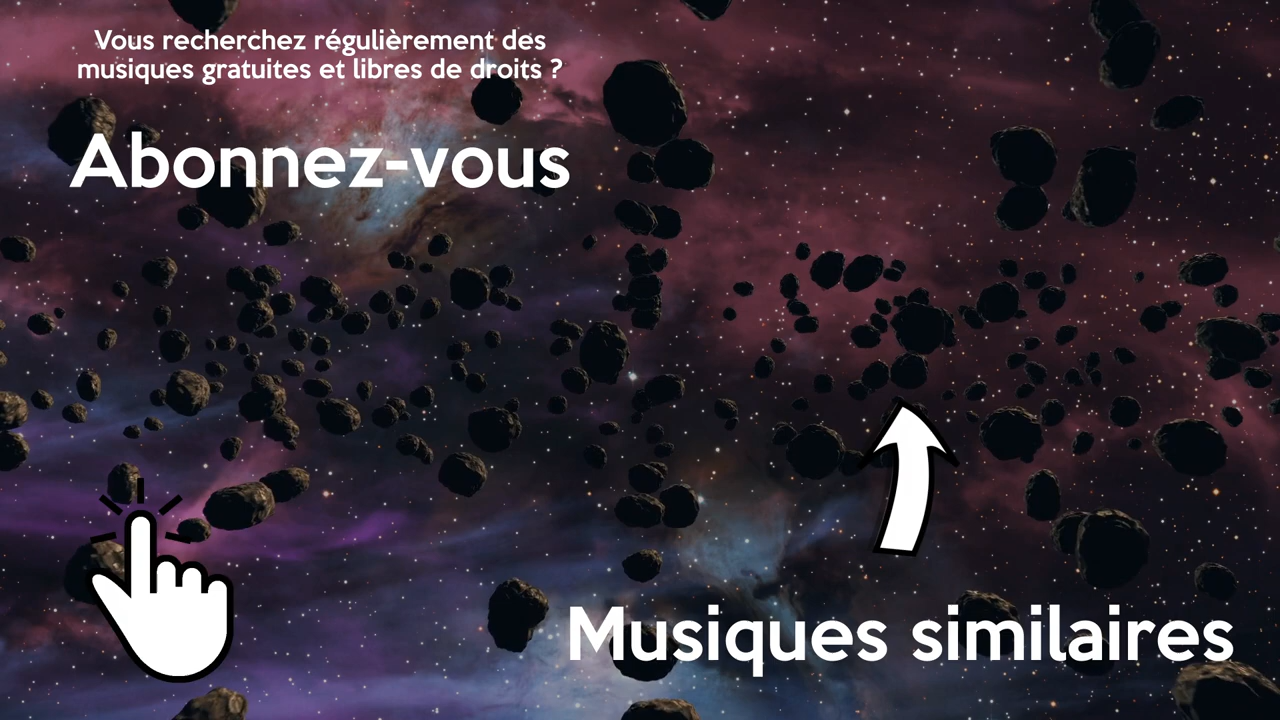 Vous recherchez régulièrement des
musiques gratuites et libres de droits ?
Abonnez-vous
Musiques similaires